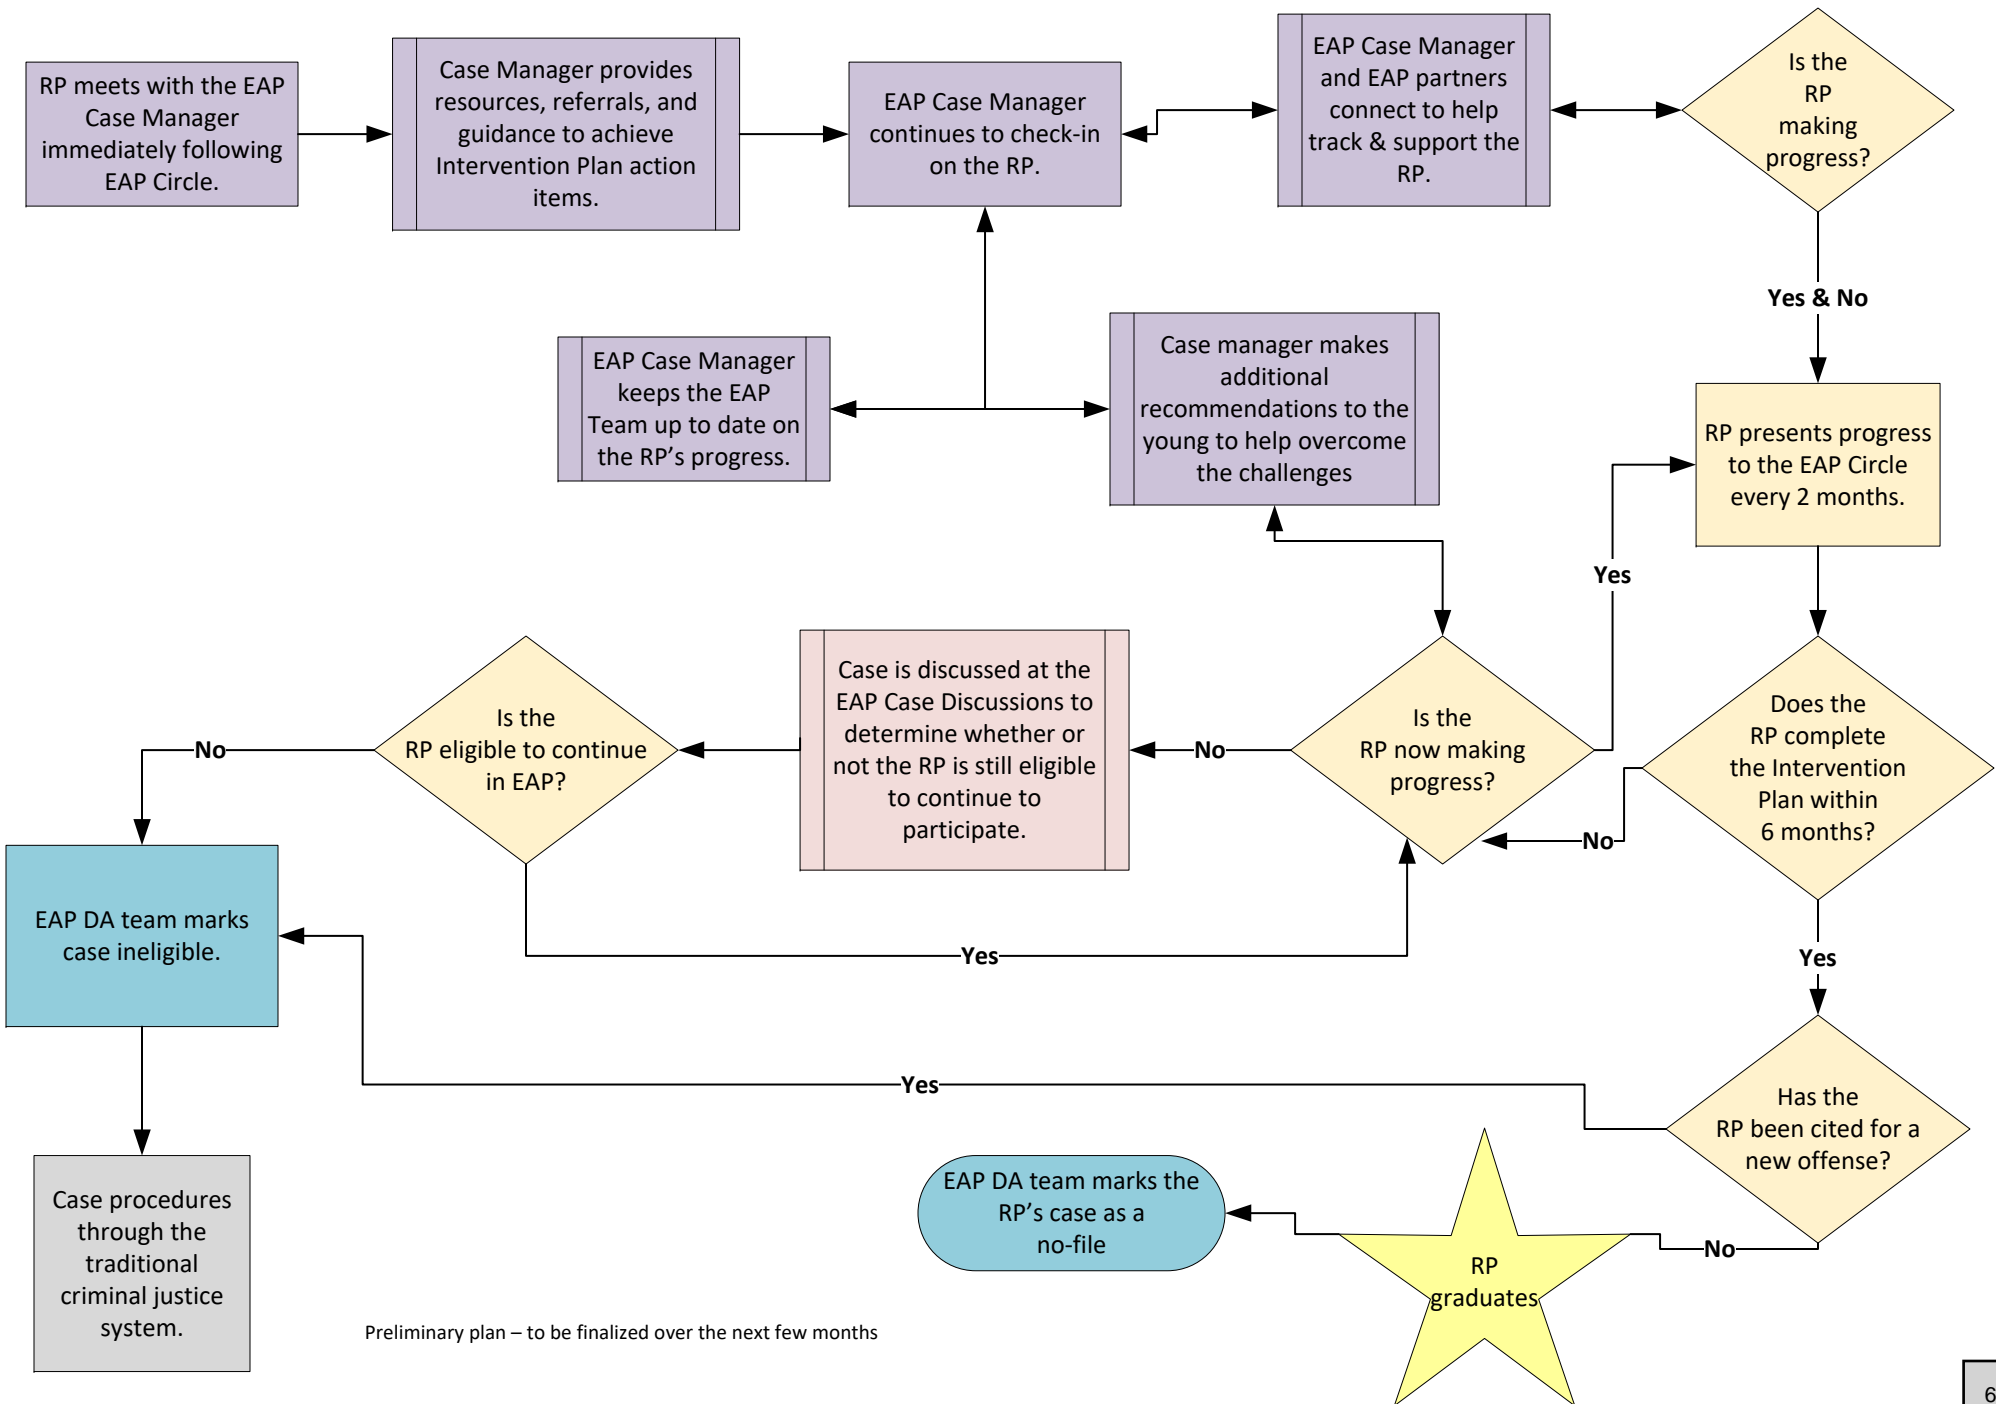 RP meets with the EAP
Case Manager
immediately following
EAP Circle.
Case Manager provides
resources, referrals, and
guidance to achieve
Intervention Plan action
items.
EAP Case Manager
continues to check-in
on the RP.
EAP Case Manager
and EAP partners
connect to help
track & support the
RP.
Is the
RP
making
progress?
Yes & No
EAP Case Manager
keeps the EAP
Team up to date on
the RP’s progress.
Case manager makes
additional
recommendations to the
young to help overcome
the challenges
RP presents progress
to the EAP Circle
every 2 months.
Yes
Is the
RP eligible to continue
in EAP?
No
Case is discussed at the
EAP Case Discussions to
determine whether or
not the RP is still eligible
to continue to
participate.
No
Is the
RP now making
progress?
Does the
RP complete
the Intervention
Plan within
6 months?
No
EAP DA team marks
case ineligible.
Yes
Yes
Yes
Has the
RP been cited for a
new offense?
Case procedures
through the
traditional
criminal justice
system.
EAP DA team marks the
RP’s case as a
no-file
RP
graduates
No
Preliminary plan – to be finalized over the next few months
6